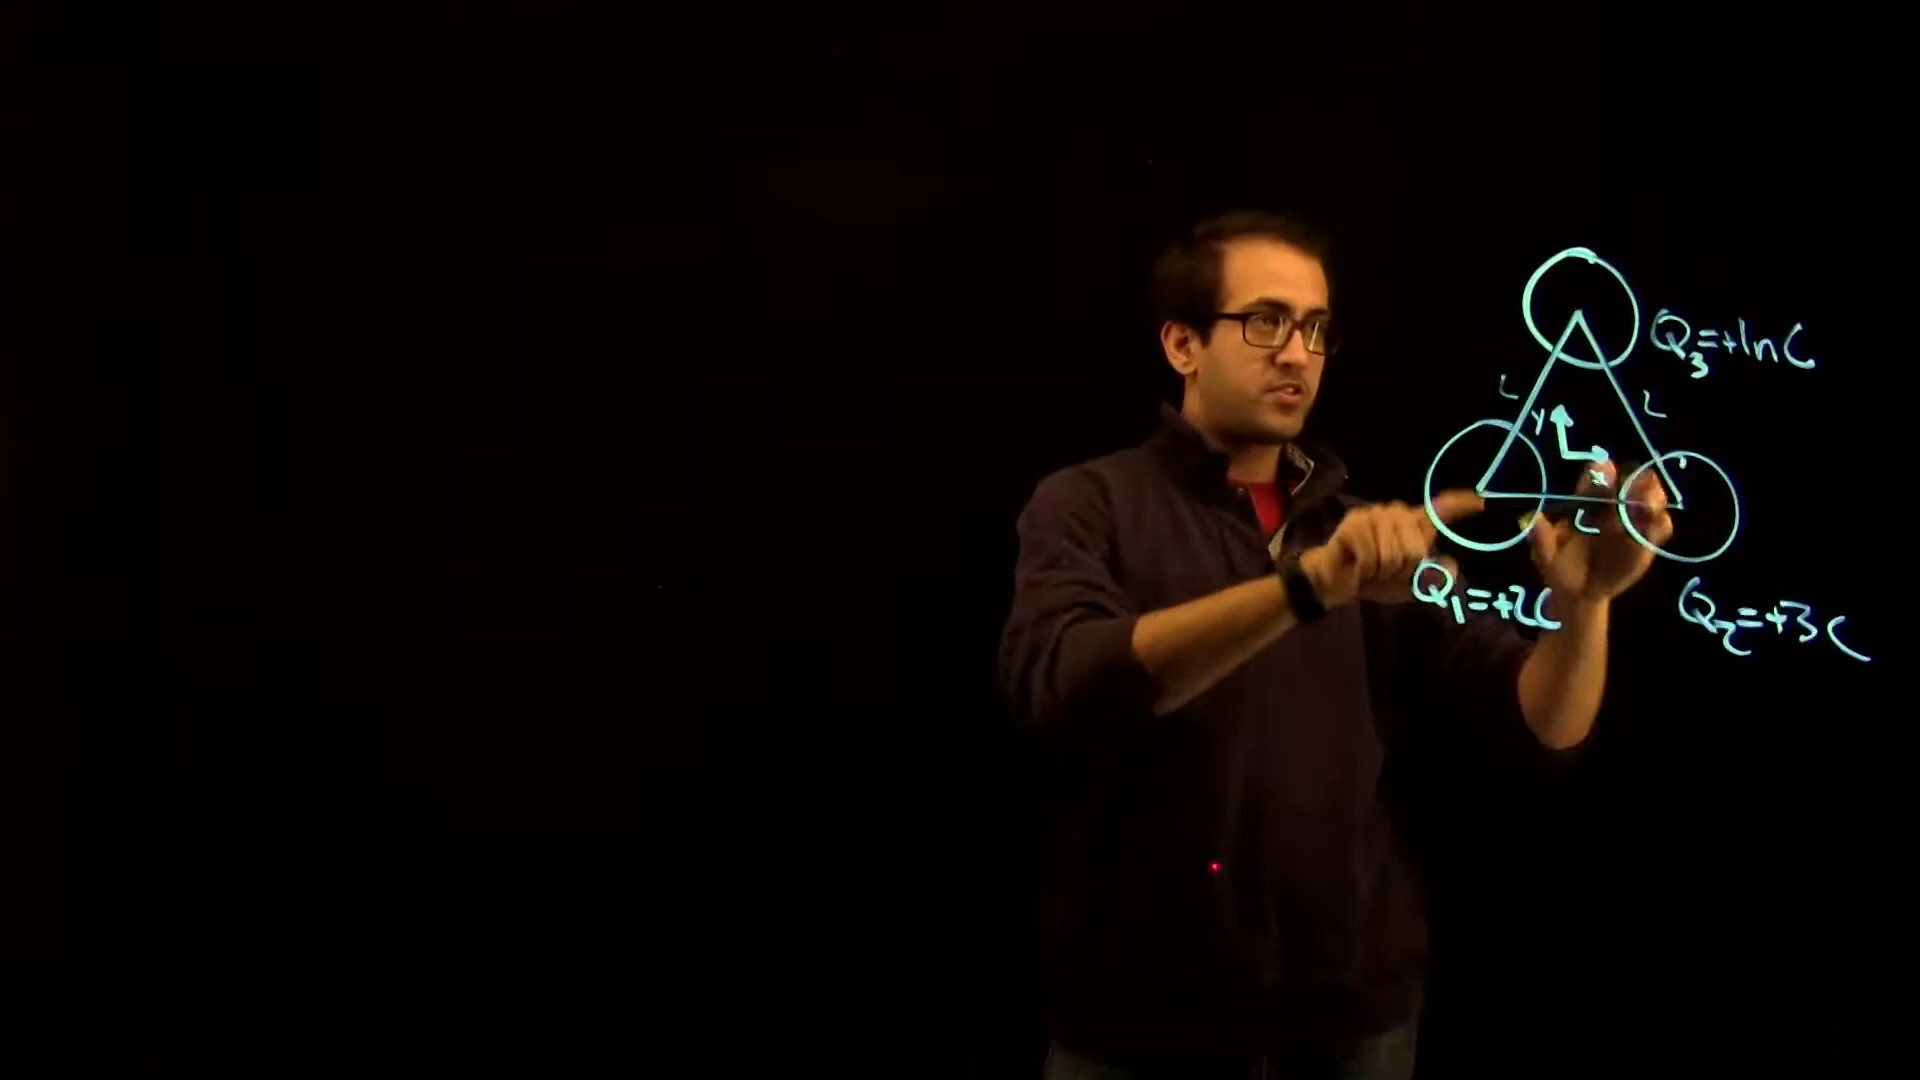 Q₃=+1nC
L
L
y
x
L
Q₁=+2C
Q₂=+3C